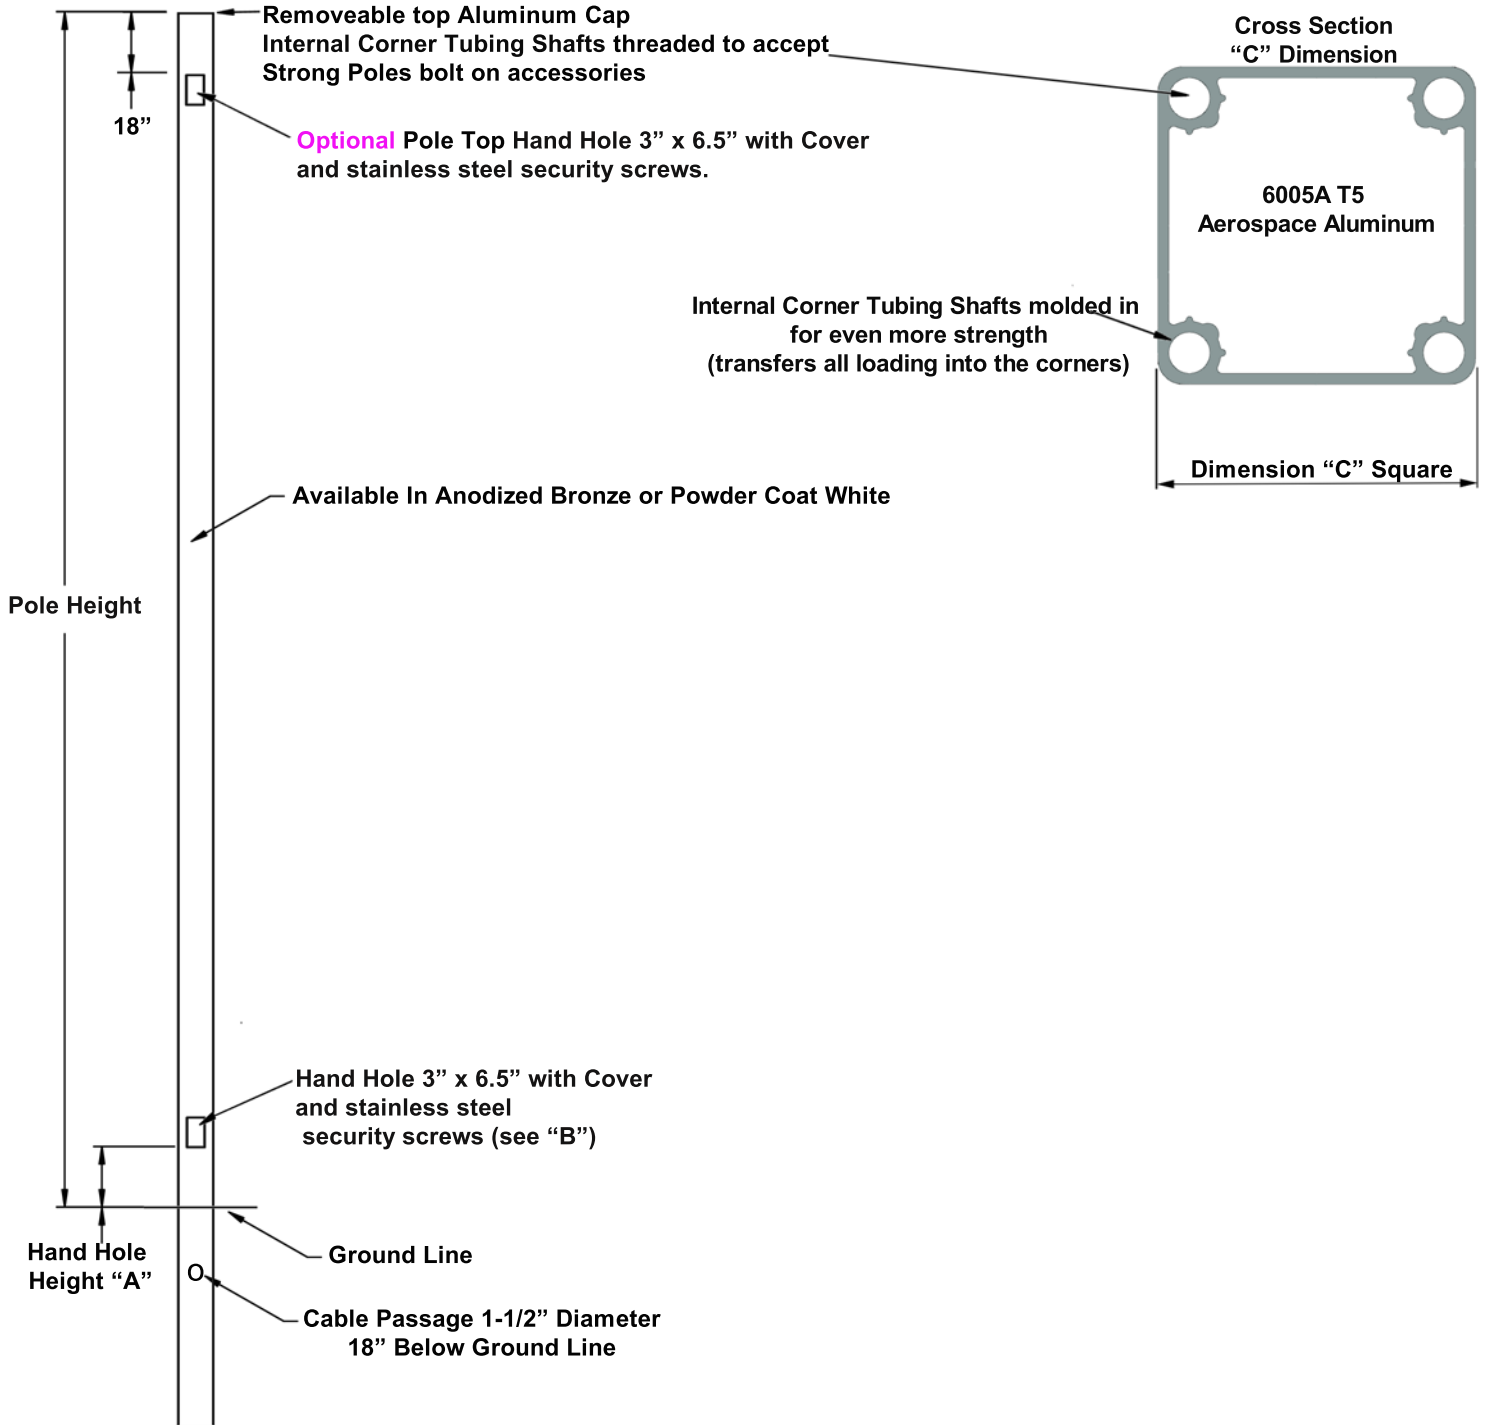 Removeable top Aluminum Cap
Internal Corner Tubing Shafts threaded to accept
Strong Poles bolt on accessories
Cross Section
“C” Dimension
18”
Optional Pole Top Hand Hole 3” x 6.5” with Cover
and stainless steel security screws.
6005A T5
Aerospace Aluminum
Internal Corner Tubing Shafts molded in
for even more strength
(transfers all loading into the corners)
Dimension “C” Square
Available In Anodized Bronze or Powder Coat White
Pole Height
Hand Hole 3” x 6.5” with Cover
and stainless steel
security screws (see “B”)
Hand Hole
Height “A”
Ground Line
Cable Passage 1-1/2” Diameter
18” Below Ground Line